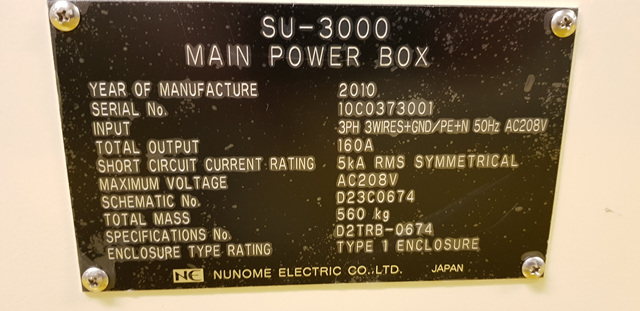 SU-3000
MAIN POWER BOX
YEAR OF MANUFACTURE 2010
SERIAL No. 10C0373001
INPUT 3PH 3WIRES+GND/PE+N 50Hz AC208V
TOTAL OUTPUT 160A
SHORT CIRCUIT CURRENT RATING 5kA RMS SYMMETRICAL
MAXIMUM VOLTAGE AC208V
SCHEMATIC No. D23C0674
TOTAL MASS 560 kg
SPECIFICATIONS No. D2TRB-0674
ENCLOSURE TYPE RATING TYPE 1 ENCLOSURE
NE NUNOME ELECTRIC CO.,LTD. JAPAN